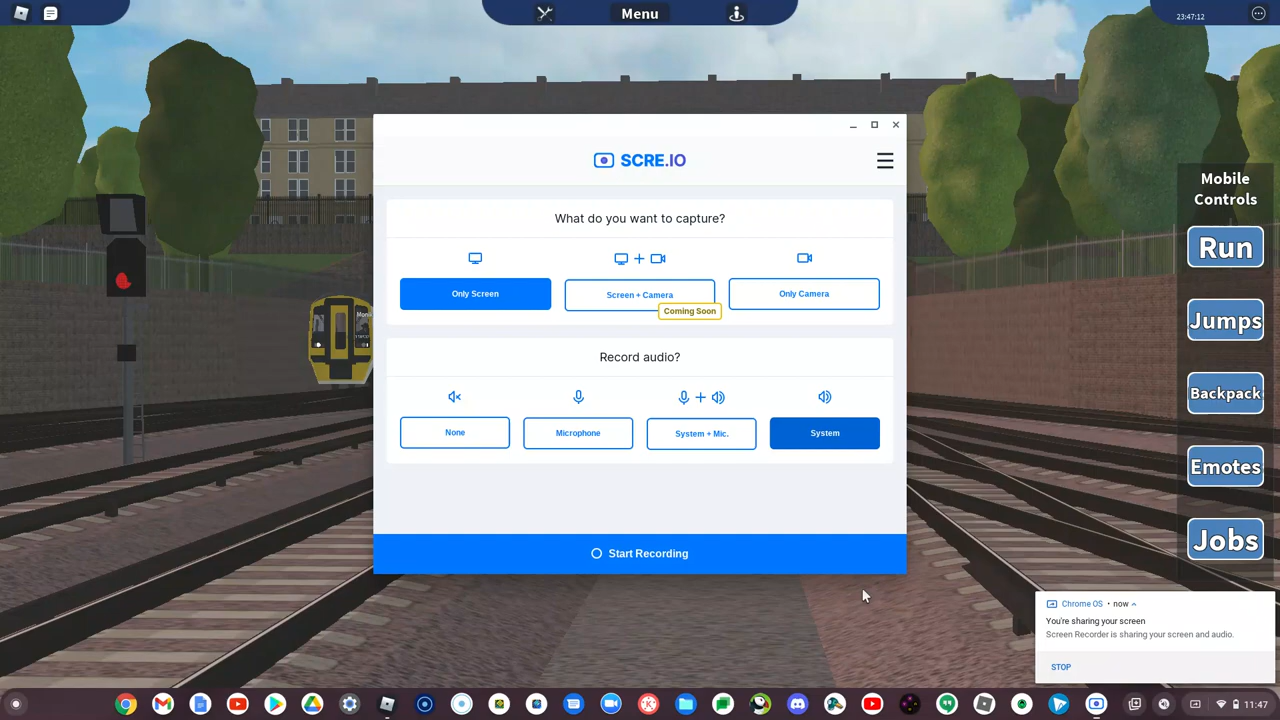 Menu
23:47:12
SCRE.IO
What do you want to capture?
Only Screen
Screen + Camera
Only Camera
Coming Soon
Record audio?
None
Microphone
System + Mic.
System
Start Recording
Mobile
Controls
Run
Jumps
Backpack
Emotes
Jobs
Chrome OS • now
You're sharing your screen
Screen Recorder is sharing your screen and audio.
STOP
11:47